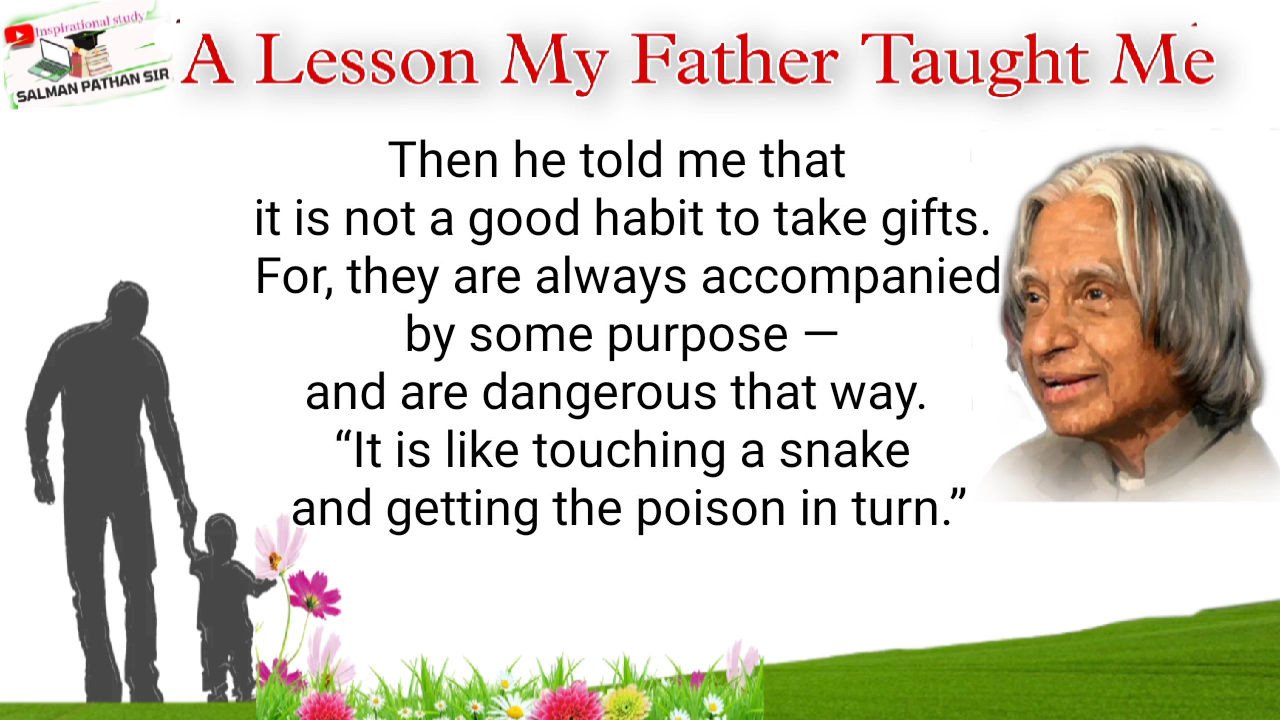 Inspirational study
SALMAN PATHAN SIR
A Lesson My Father Taught Me
Then he told me that
it is not a good habit to take gifts.
For, they are always accompanied
by some purpose —
and are dangerous that way.
“It is like touching a snake
and getting the poison in turn.”